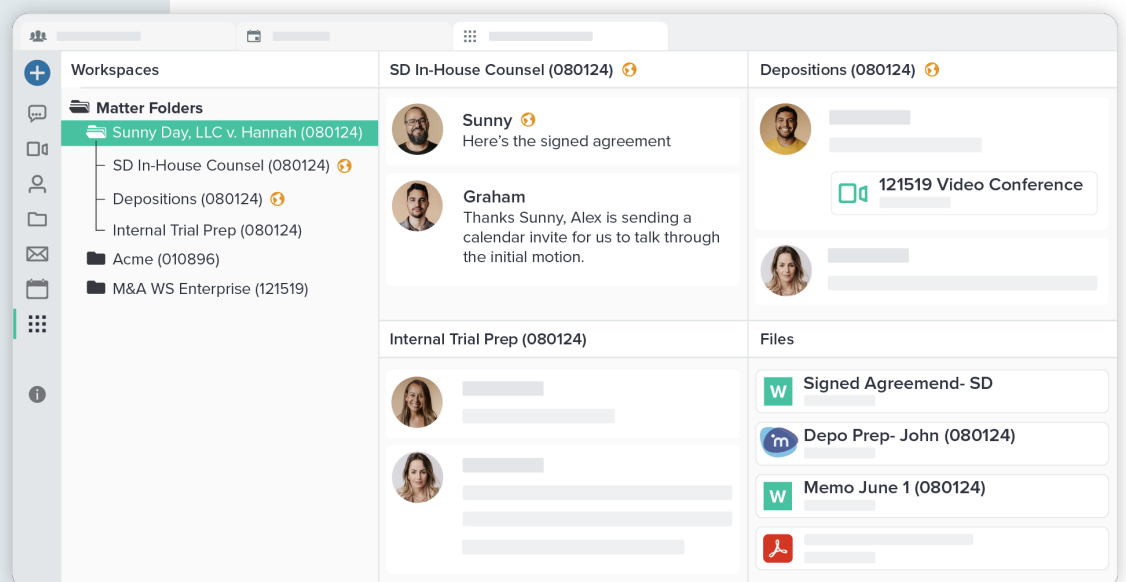 Workspaces
Matter Folders
Sunny Day, LLC v. Hannah (080124)
SD In-House Counsel (080124)
Depositions (080124)
Internal Trial Prep (080124)
Acme (010896)
M&A WS Enterprise (121519)
SD In-House Counsel (080124)
Sunny
Here's the signed agreement
Graham
Thanks Sunny, Alex is sending a
calendar invite for us to talk through
the initial motion.
Depositions (080124)
121519 Video Conference
Internal Trial Prep (080124)
Files
W Signed Agreemend- SD
m Depo Prep- John (080124)
W Memo June 1 (080124)